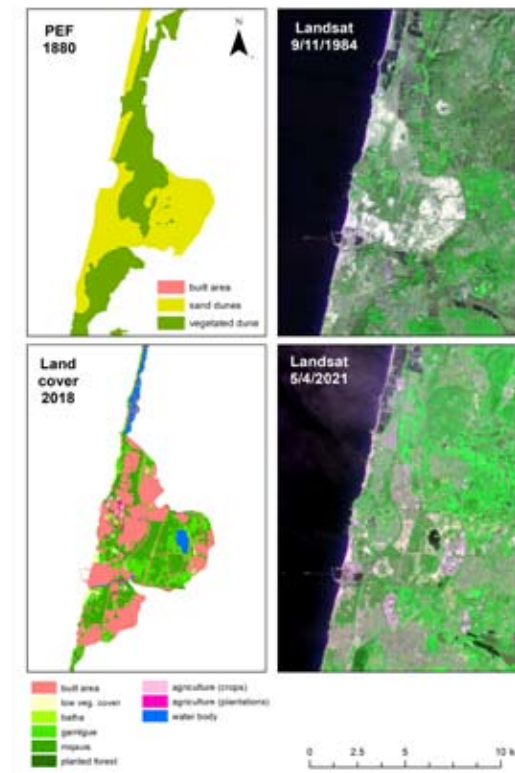 PEF
1880
N
built area
sand dunes
vegetated dune
Landsat
9/11/1984
Land
cover
2018
Landsat
5/4/2021
built area
low veg. cover
batha
garrigue
maquis
planted forest
agriculture (crops)
agriculture (plantations)
water body
0 2.5 5 10 k